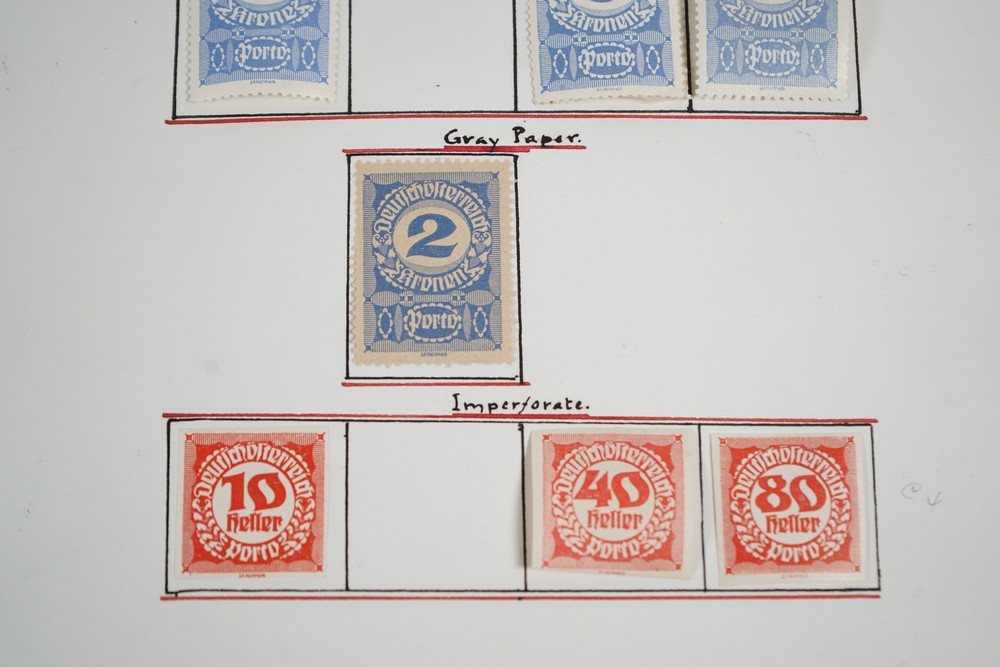 Kronen
Porto
Kronen
Porto
Kronen
Porto
Gray Paper.
Deutschösterreich
2
Kronen
Porto
Imperforate.
Deutschösterreich
10
Heller
Porto
Deutschösterreich
40
Heller
Porto
Deutschösterreich
80
Heller
Porto